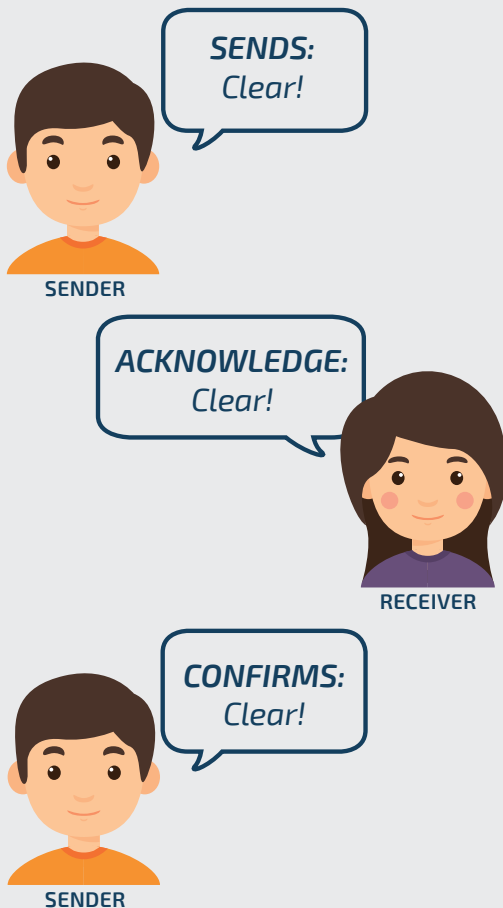 SENDS:
Clear!
SENDER
ACKNOWLEDGE:
Clear!
RECEIVER
CONFIRMS:
Clear!
SENDER